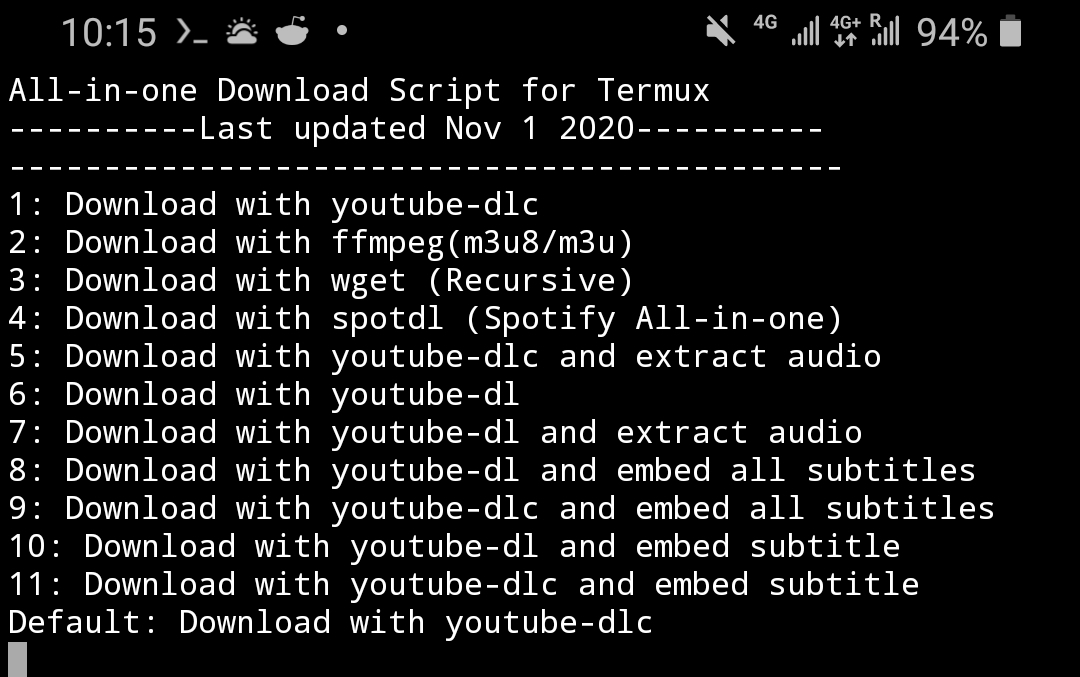 10:15 4G 4G+ R 94%
All-in-one Download Script for Termux
----------Last updated Nov 1 2020----------
--------------------------------------------
1: Download with youtube-dlc
2: Download with ffmpeg(m3u8/m3u)
3: Download with wget (Recursive)
4: Download with spotdl (Spotify All-in-one)
5: Download with youtube-dlc and extract audio
6: Download with youtube-dl
7: Download with youtube-dl and extract audio
8: Download with youtube-dl and embed all subtitles
9: Download with youtube-dlc and embed all subtitles
10: Download with youtube-dl and embed subtitle
11: Download with youtube-dlc and embed subtitle
Default: Download with youtube-dlc